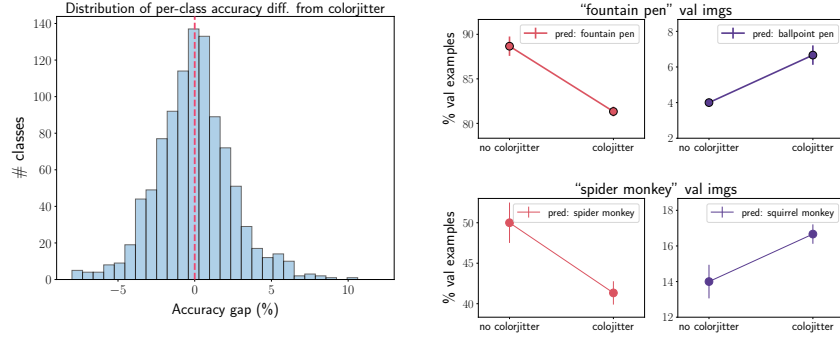 Distribution of per-class accuracy diff. from colorjitter
# classes
140
120
100
80
60
40
20
0
−5
0
5
10
Accuracy gap (%)
“fountain pen” val imgs
% val examples
90
85
80
pred: fountain pen
no colorjitter
colojitter
8
6
4
2
pred: ballpoint pen
no colorjitter
colojitter
“spider monkey” val imgs
% val examples
50
45
40
pred: spider monkey
no colorjitter
colojitter
16
14
12
pred: squirrel monkey
no colorjitter
colojitter